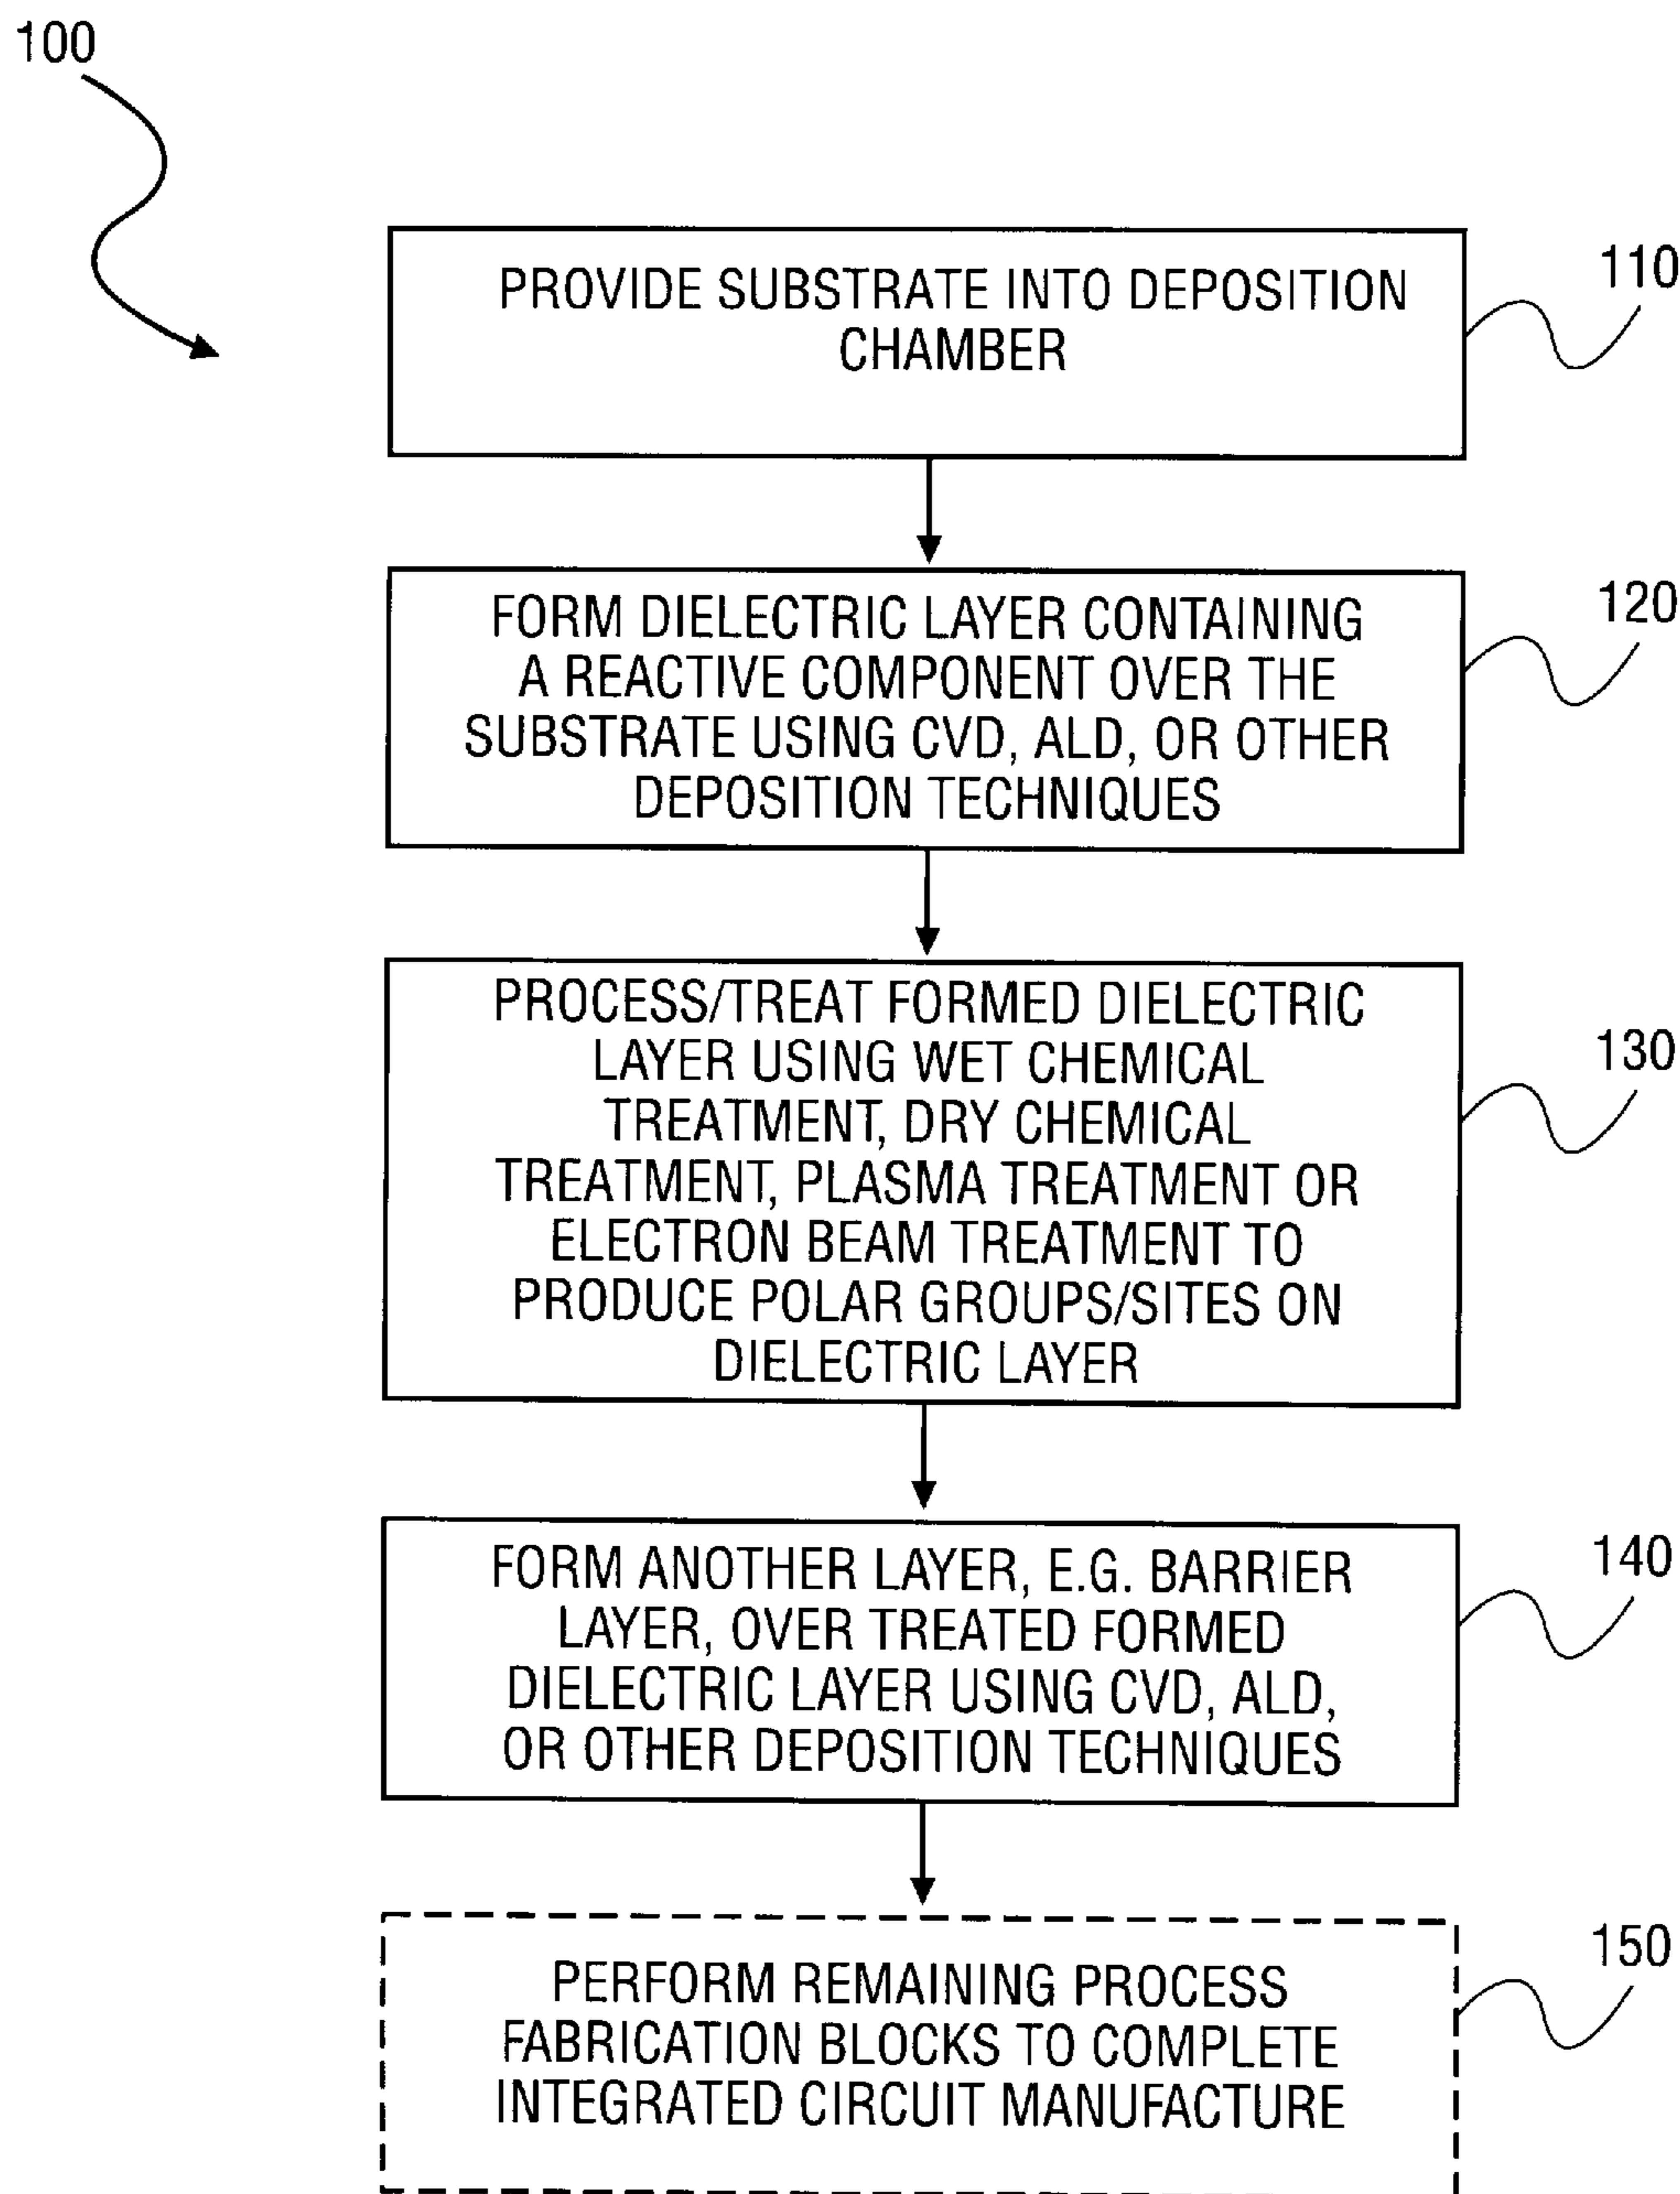 100
PROVIDE SUBSTRATE INTO DEPOSITION
CHAMBER
110
FORM DIELECTRIC LAYER CONTAINING
A REACTIVE COMPONENT OVER THE
SUBSTRATE USING CVD, ALD, OR OTHER
DEPOSITION TECHNIQUES
120
PROCESS/TREAT FORMED DIELECTRIC
LAYER USING WET CHEMICAL
TREATMENT, DRY CHEMICAL
TREATMENT, PLASMA TREATMENT OR
ELECTRON BEAM TREATMENT TO
PRODUCE POLAR GROUPS/SITES ON
DIELECTRIC LAYER
130
FORM ANOTHER LAYER, E.G. BARRIER
LAYER, OVER TREATED FORMED
DIELECTRIC LAYER USING CVD, ALD,
OR OTHER DEPOSITION TECHNIQUES
140
PERFORM REMAINING PROCESS
FABRICATION BLOCKS TO COMPLETE
INTEGRATED CIRCUIT MANUFACTURE
150